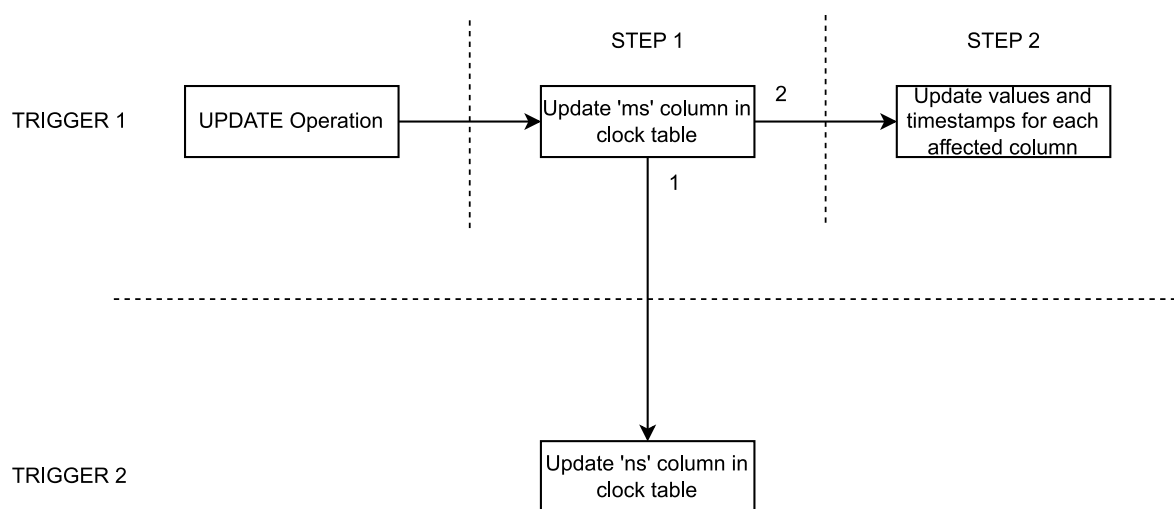 STEP 1
STEP 2
TRIGGER 1
UPDATE Operation
Update 'ms' column in
clock table
2
Update values and
timestamps for each
affected column
1
TRIGGER 2
Update 'ns' column in
clock table